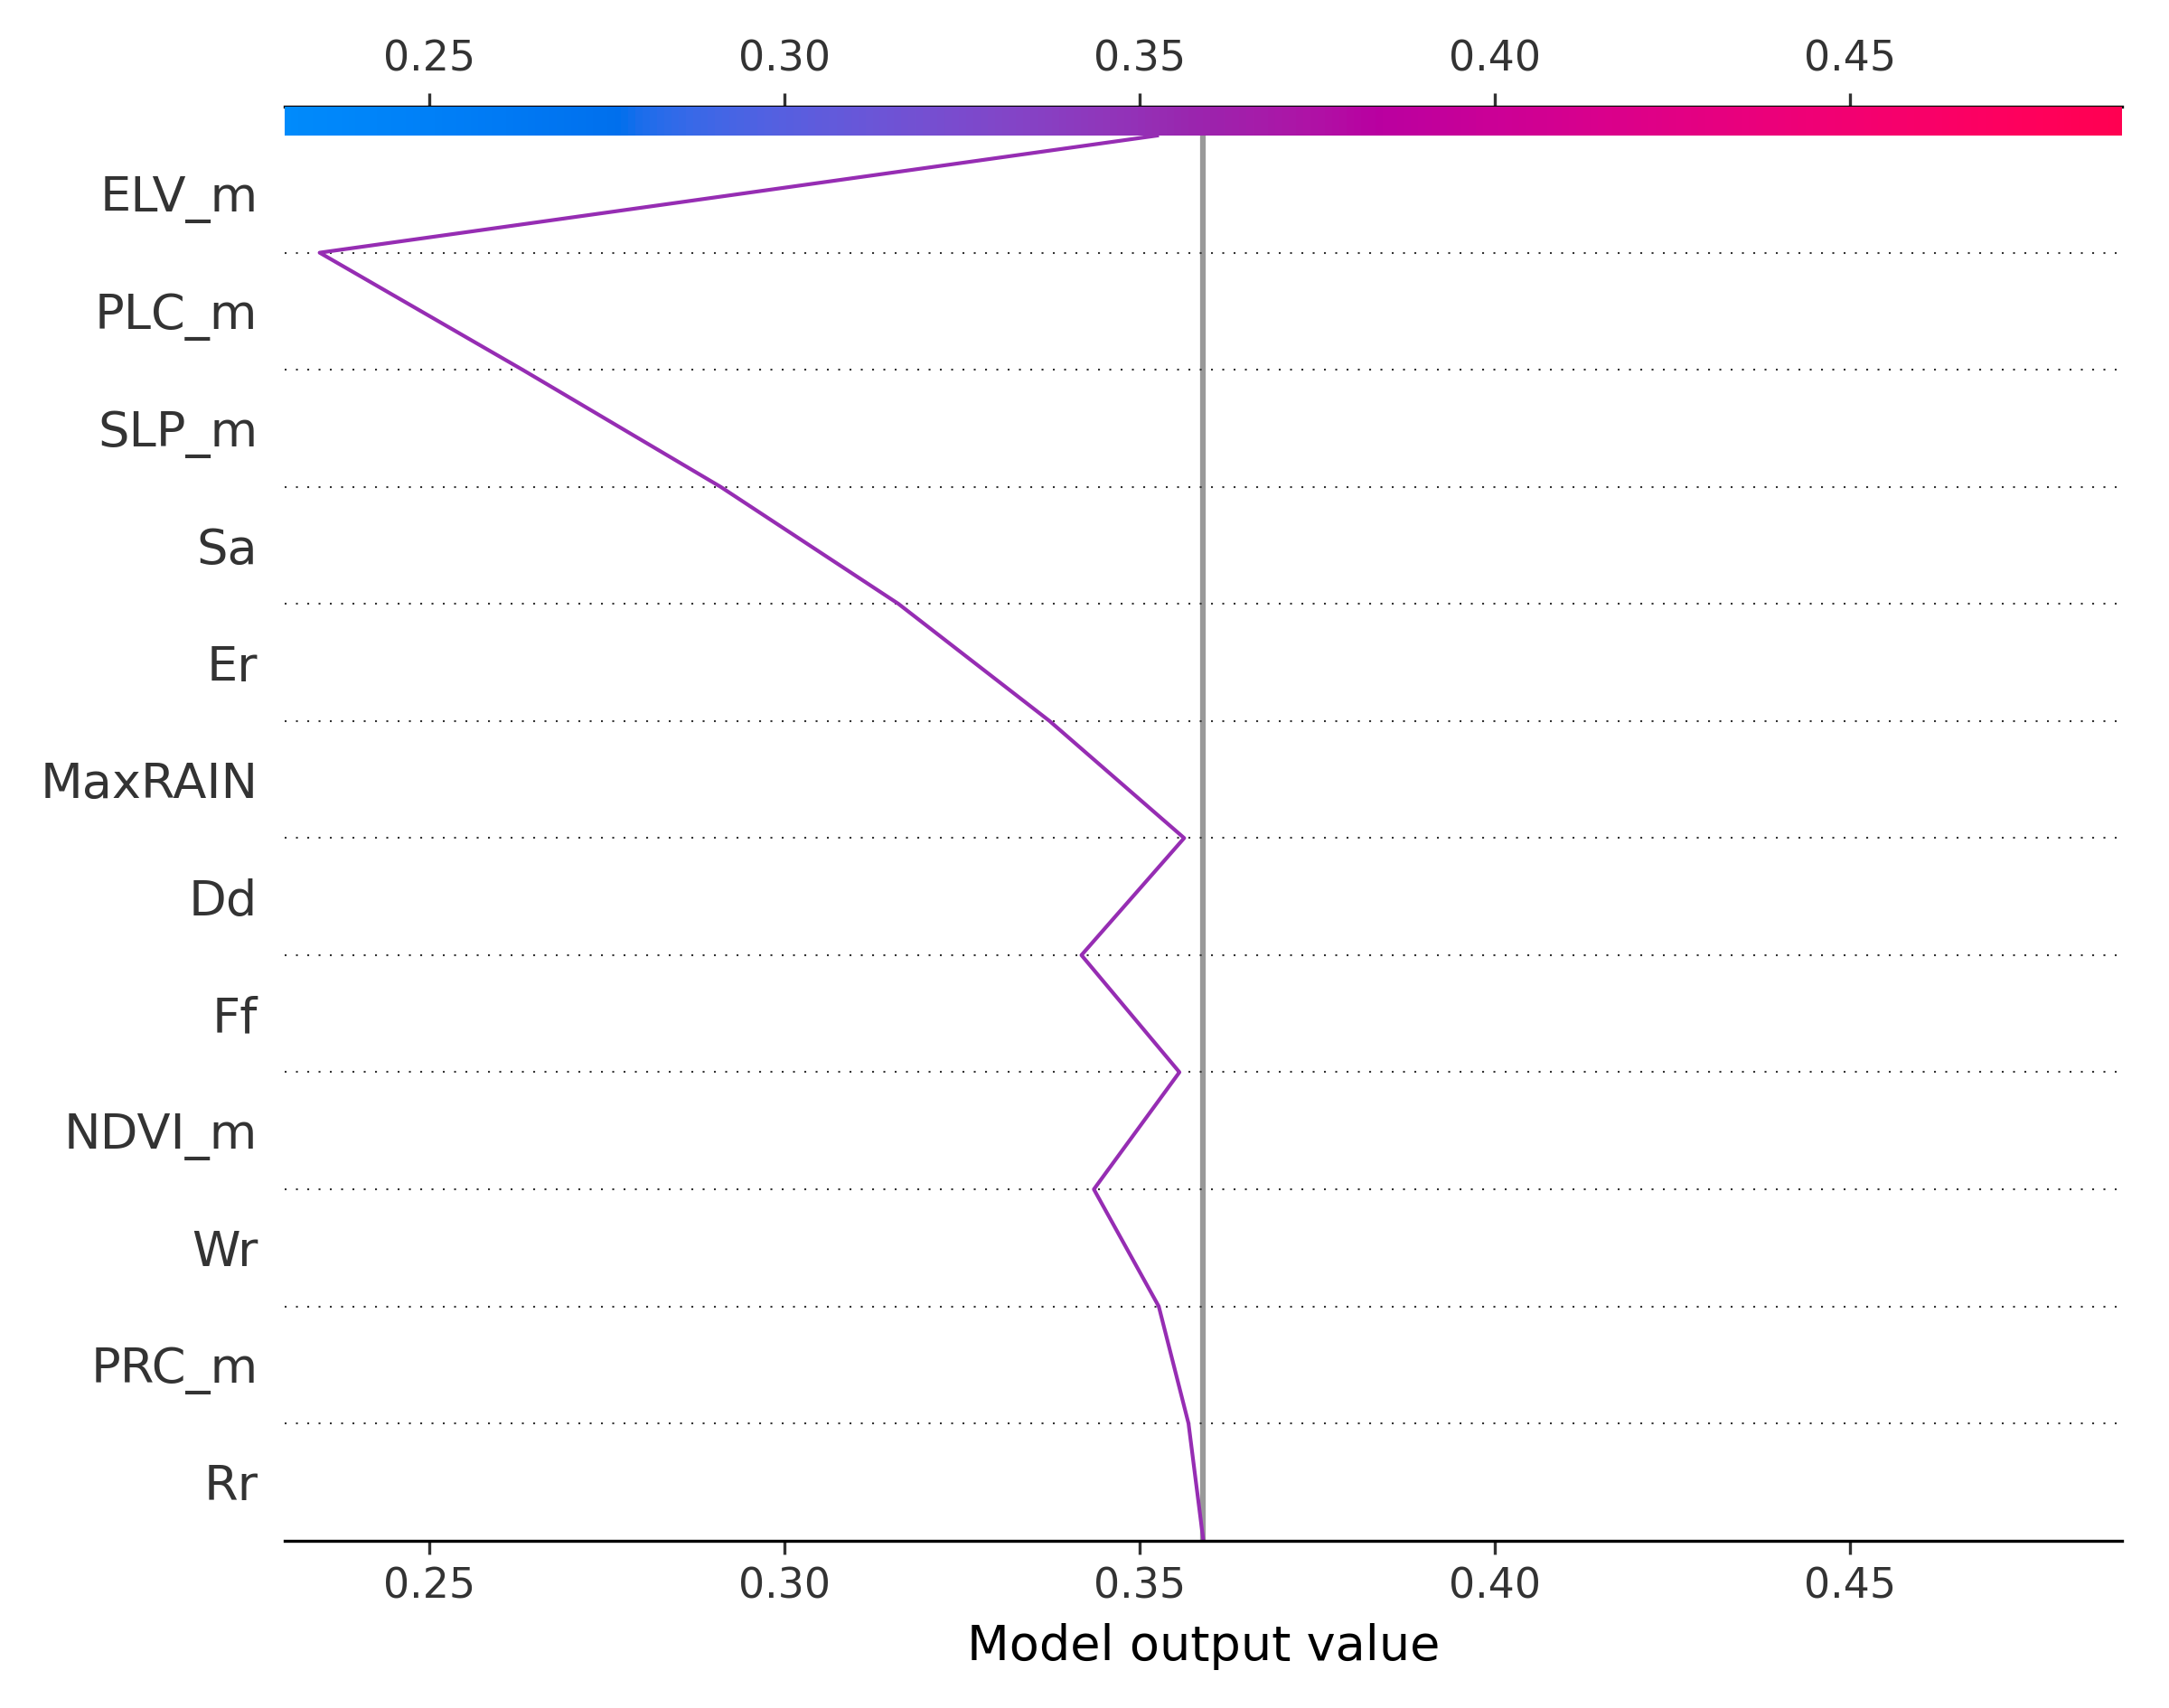 0.25 0.30 0.35 0.40 0.45
ELV_m
PLC_m
SLP_m
Sa
Er
MaxRAIN
Dd
Ff
NDVI_m
Wr
PRC_m
Rr
0.25 0.30 0.35 0.40 0.45
Model output value